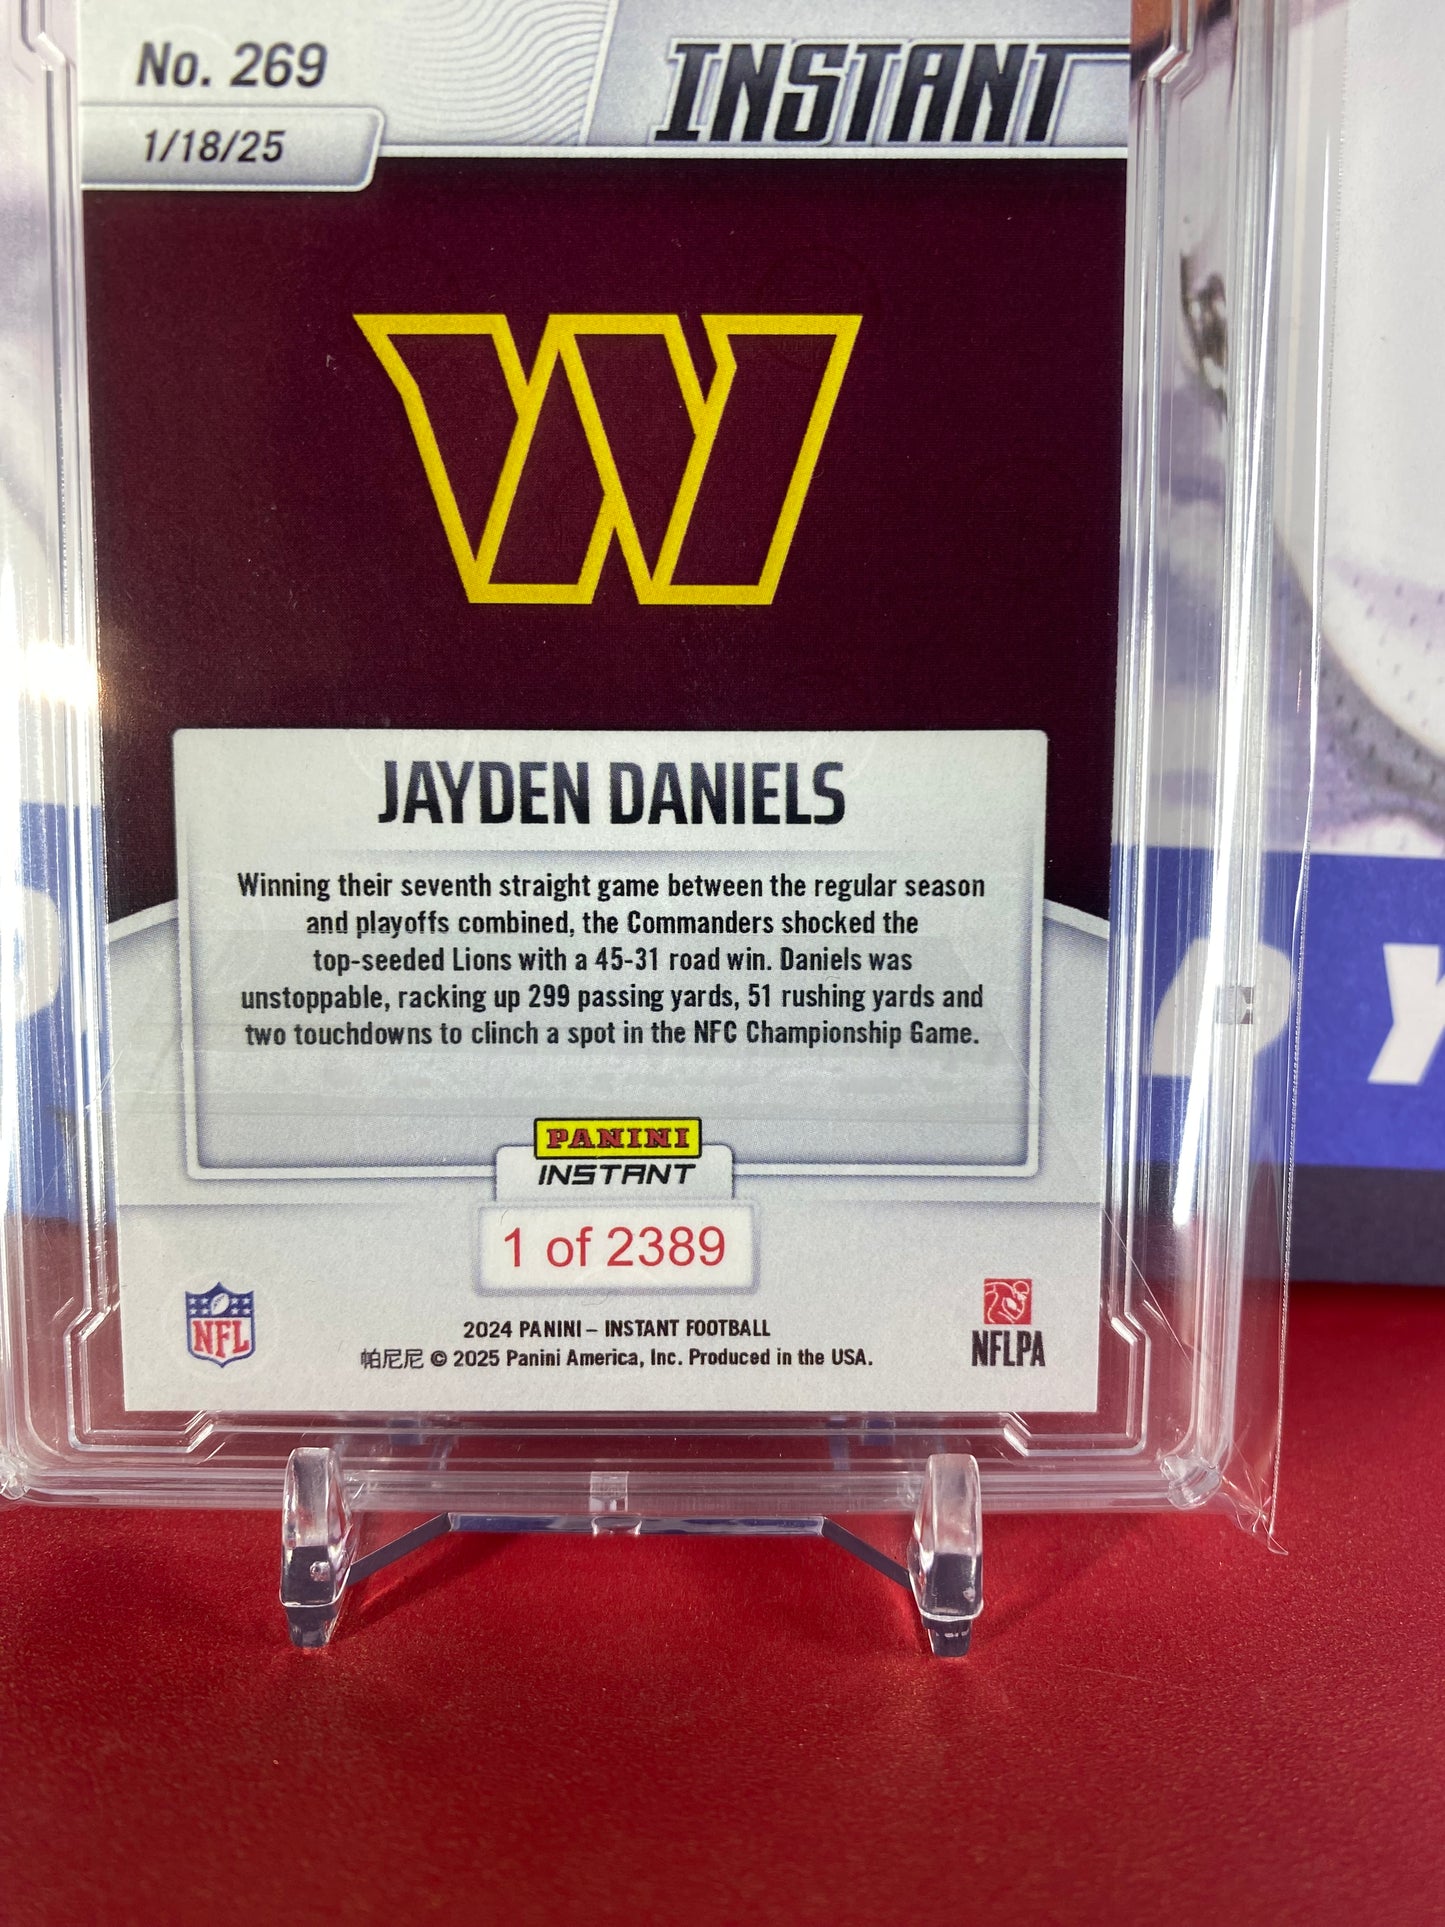 No. 269
INSTANT
1/18/25
W
JAYDEN DANIELS
Winning their seventh straight game between the regular season
and playoffs combined, the Commanders shocked the
top-seeded Lions with a 45-31 road win. Daniels was
unstoppable, racking up 299 passing yards, 51 rushing yards and
two touchdowns to clinch a spot in the NFC Championship Game.
PANINI
INSTANT
1 of 2389
NFL
2024 PANINI – INSTANT FOOTBALL
帕尼尼 © 2025 Panini America, Inc. Produced in the USA.
NFLPA